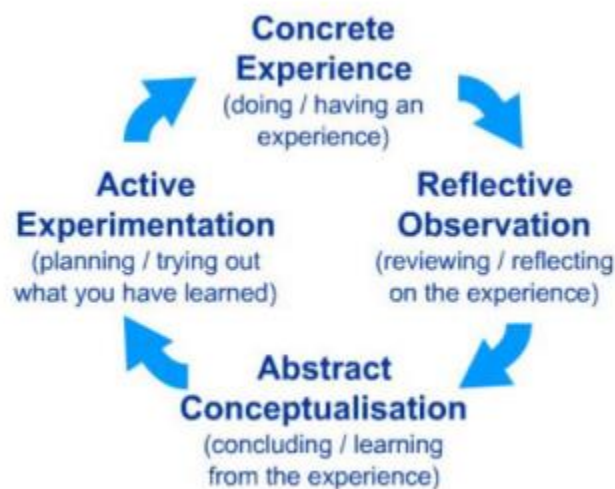 Concrete
Experience
(doing / having an
experience)
Reflective
Observation
(reviewing / reflecting
on the experience)
Abstract
Conceptualisation
(concluding / learning
from the experience)
Active
Experimentation
(planning / trying out
what you have learned)